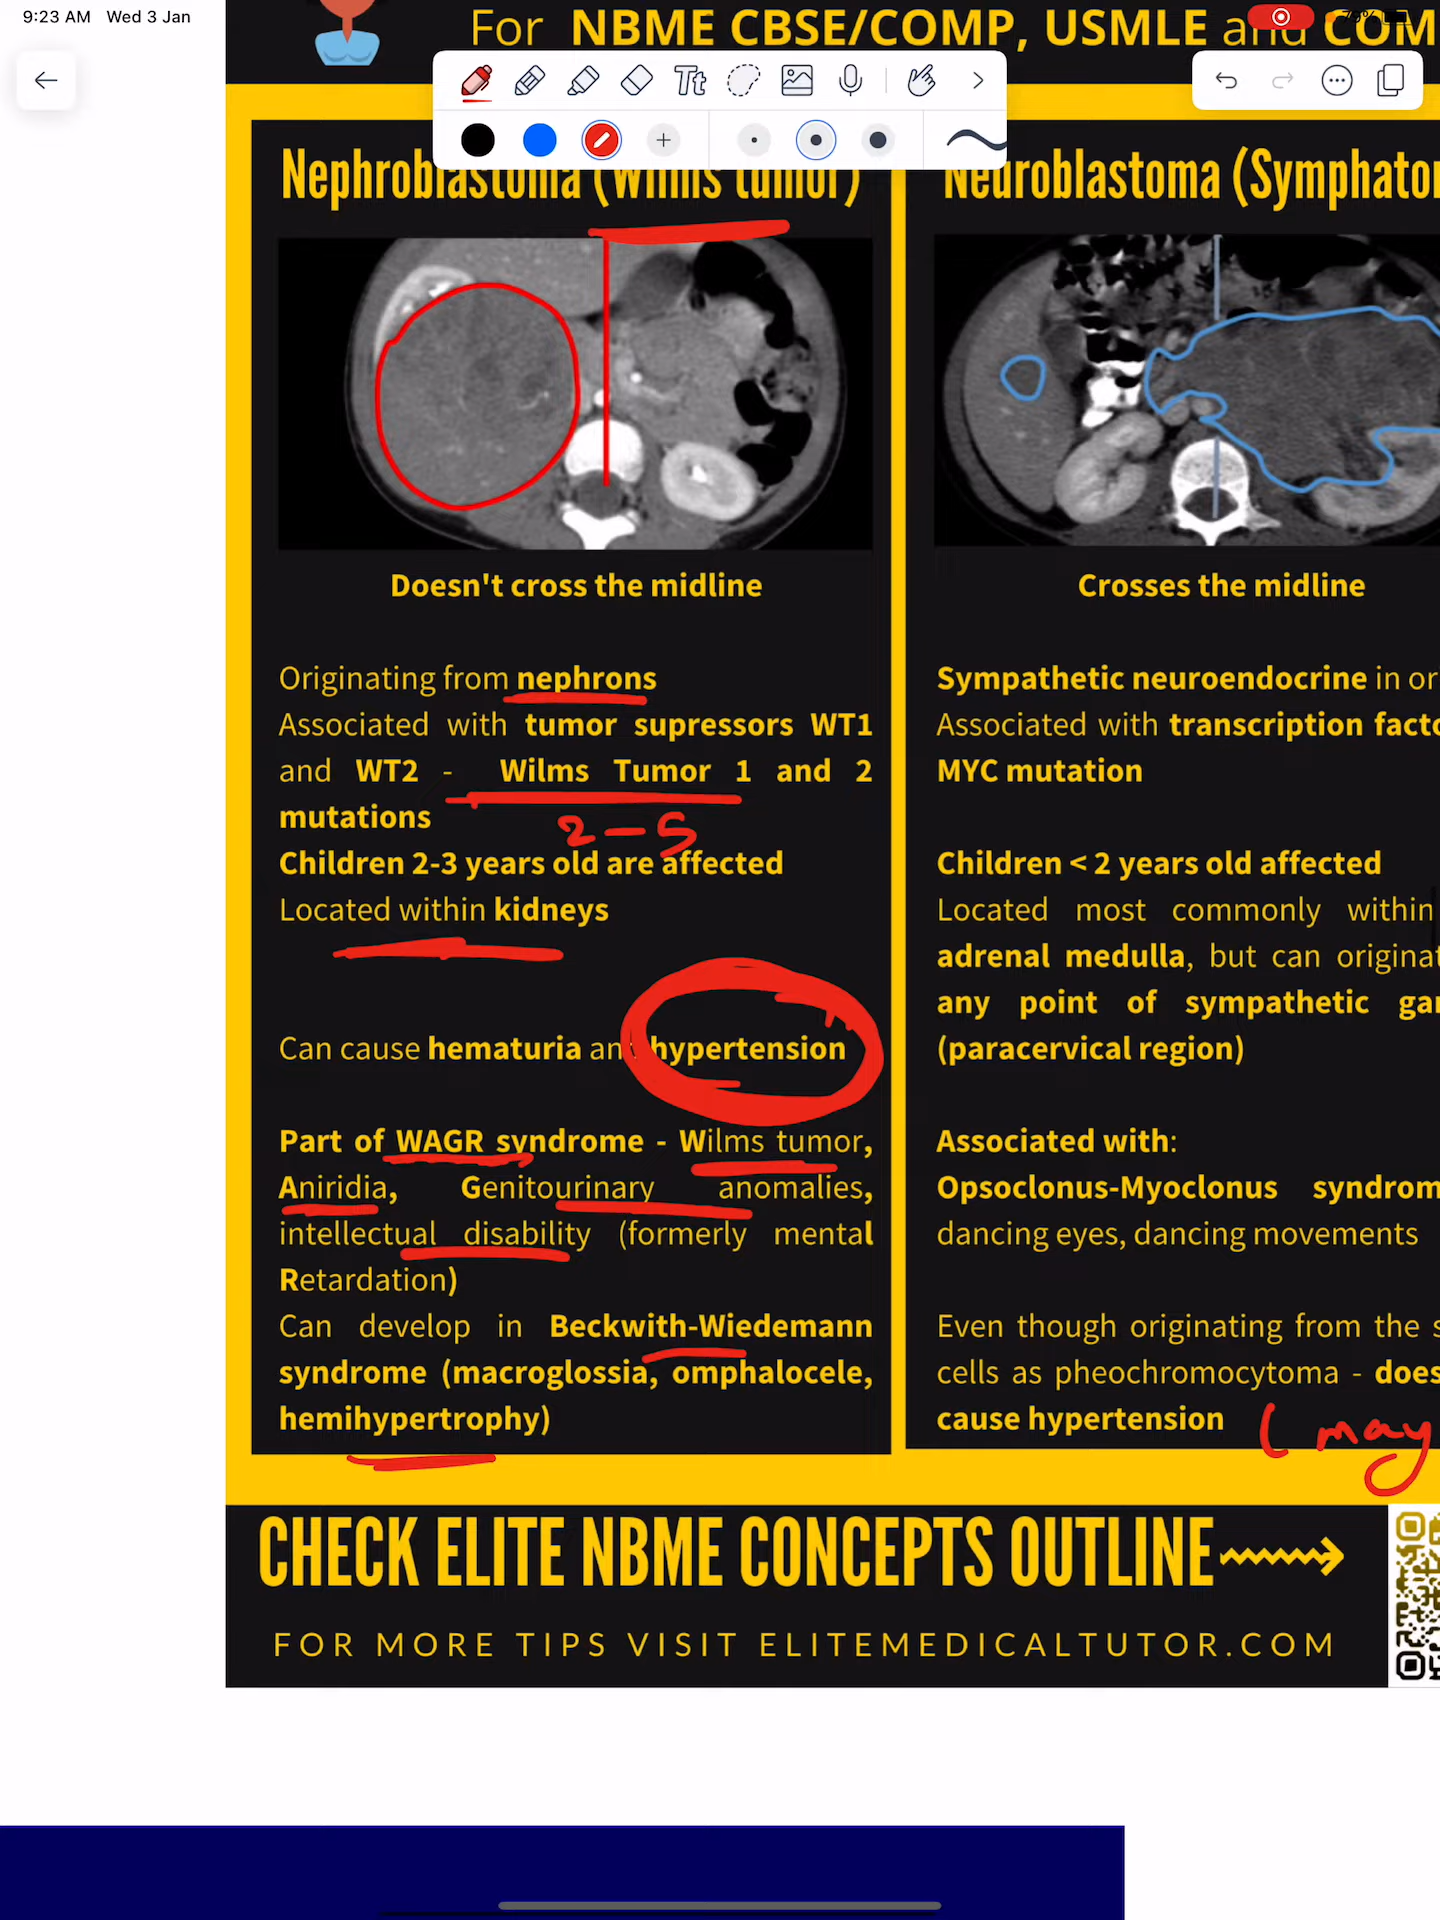 9:23 AM Wed 3 Jan
For NBME CBSE/COMP, USMLE and COM
Tt
Nephroblastoma (Wilms tumor)
Doesn't cross the midline
Originating from nephrons
Associated with tumor supressors WT1
and WT2 - Wilms Tumor 1 and 2
mutations
2-5
Children 2-3 years old are affected
Located within kidneys
Can cause hematuria and hypertension
Part of WAGR syndrome - Wilms tumor,
Aniridia, Genitourinary anomalies,
intellectual disability (formerly mental
Retardation)
Can develop in Beckwith-Wiedemann
syndrome (macroglossia, omphalocele,
hemihypertrophy)
Neuroblastoma (Symphato
Crosses the midline
Sympathetic neuroendocrine in or
Associated with transcription facto
MYC mutation
Children < 2 years old affected
Located most commonly within
adrenal medulla, but can originat
any point of sympathetic ga
(paracervical region)
Associated with:
Opsoclonus-Myoclonus syndrom
dancing eyes, dancing movements
Even though originating from the s
cells as pheochromocytoma - does
cause hypertension (may
CHECK ELITE NBME CONCEPTS OUTLINE
FOR MORE TIPS VISIT ELITEMEDICALTUTOR.COM